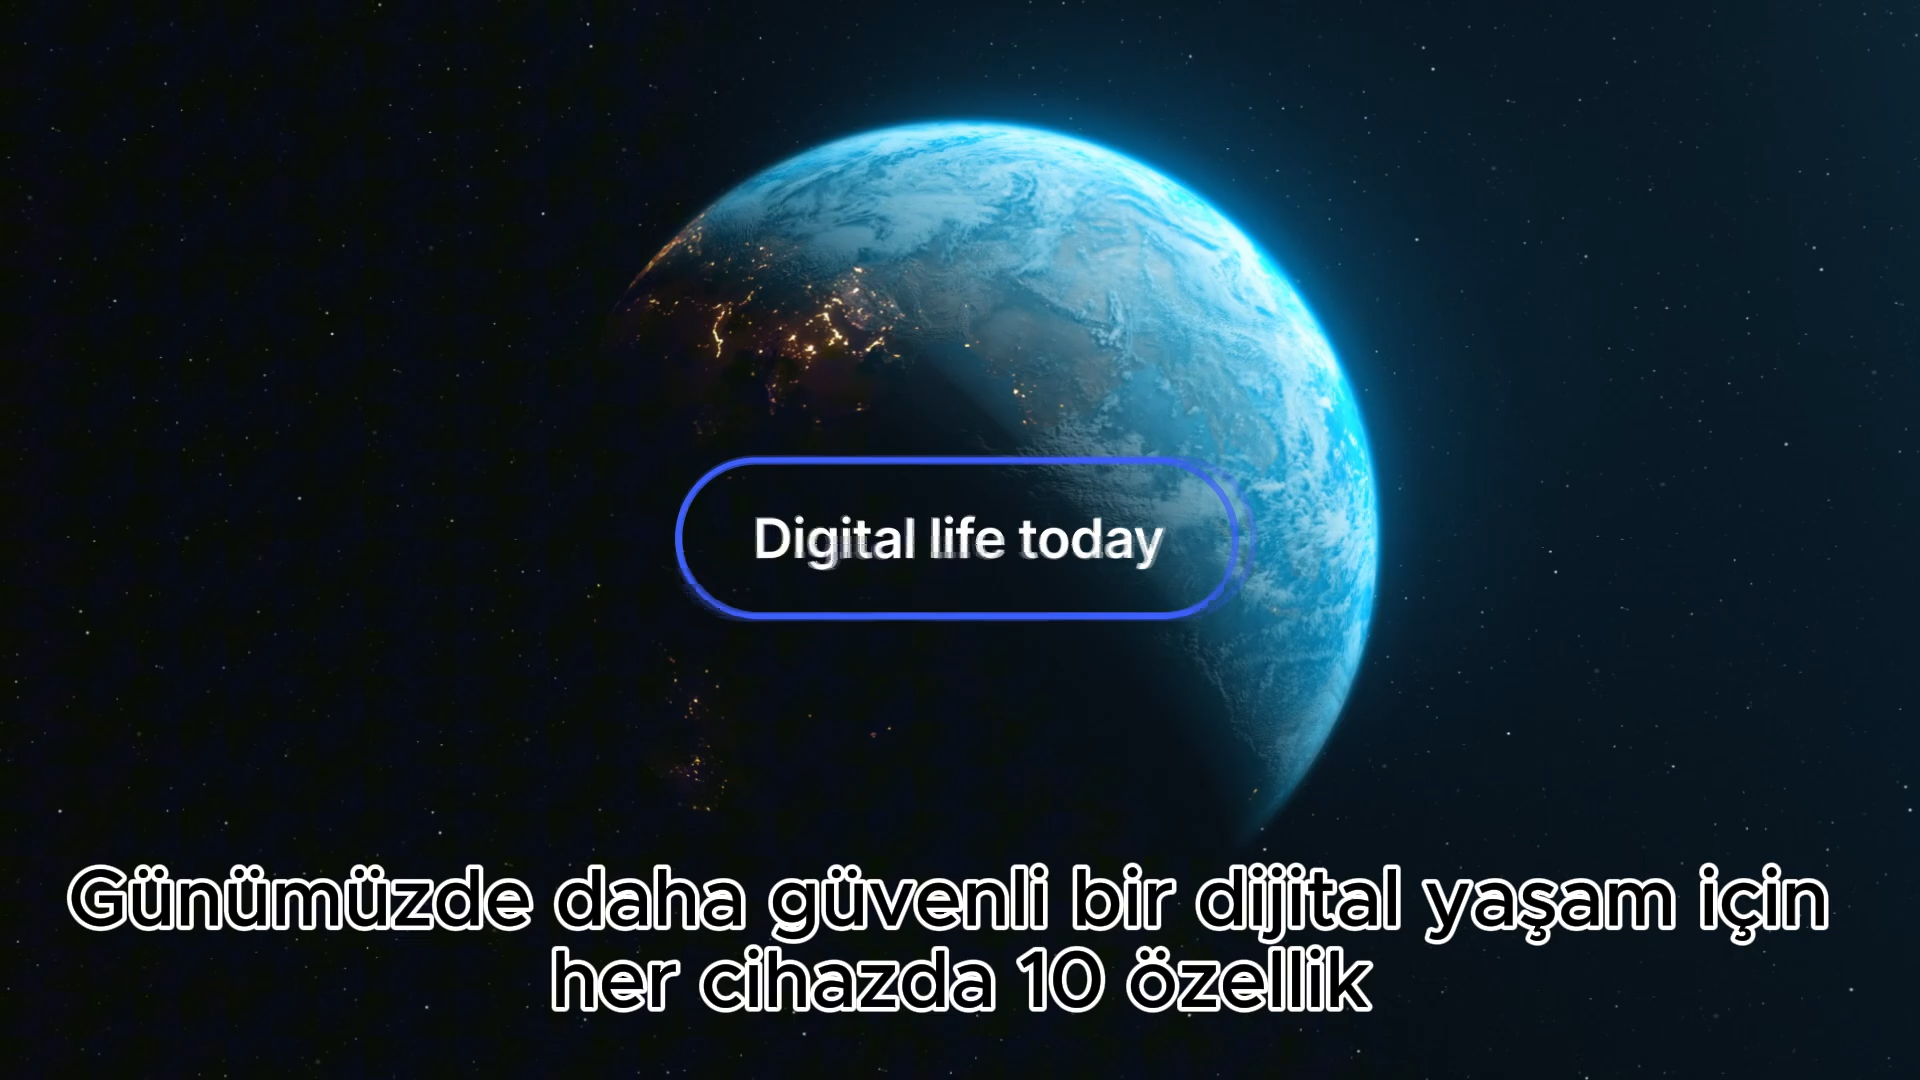 Digital life today
Günümüzde daha güvenli bir dijital yaşam için
her cihazda 10 özellik